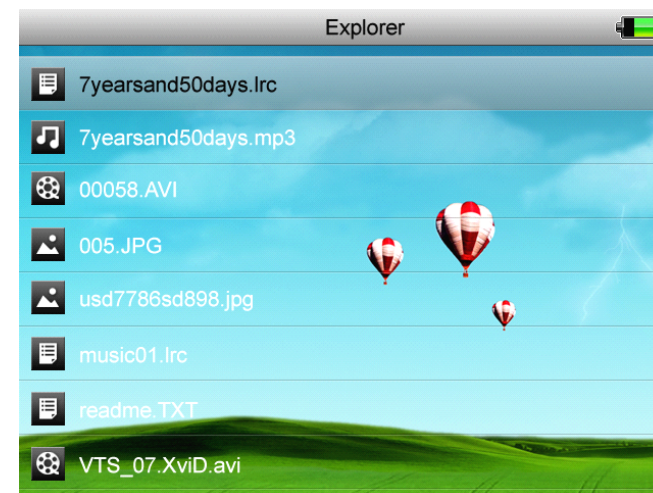 Explorer
7yearsand50days.lrc
7yearsand50days.mp3
00058.AVI
005.JPG
usd7786sd898.jpg
music01.lrc
readme.TXT
VTS_07.XviD.avi